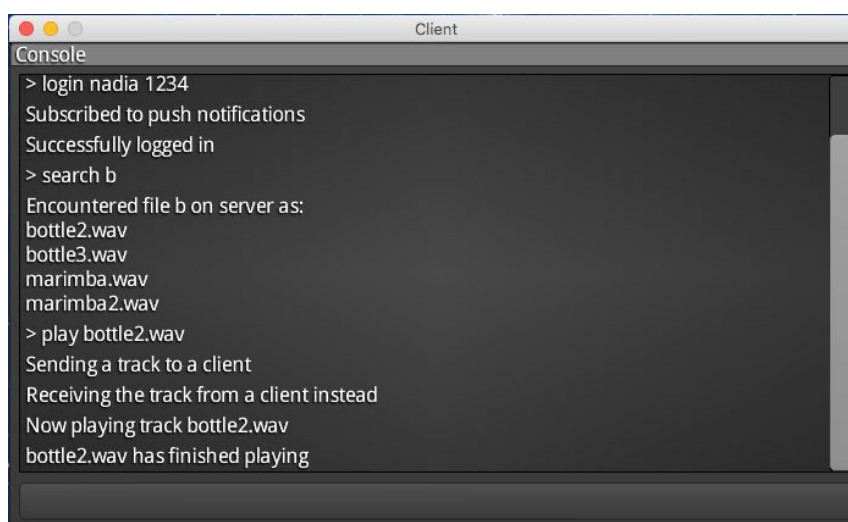 Client
Console
> login nadia 1234
Subscribed to push notifications
Successfully logged in
> search b
Encountered file b on server as:
bottle2.wav
bottle3.wav
marimba.wav
marimba2.wav
> play bottle2.wav
Sending a track to a client
Receiving the track from a client instead
Now playing track bottle2.wav
bottle2.wav has finished playing